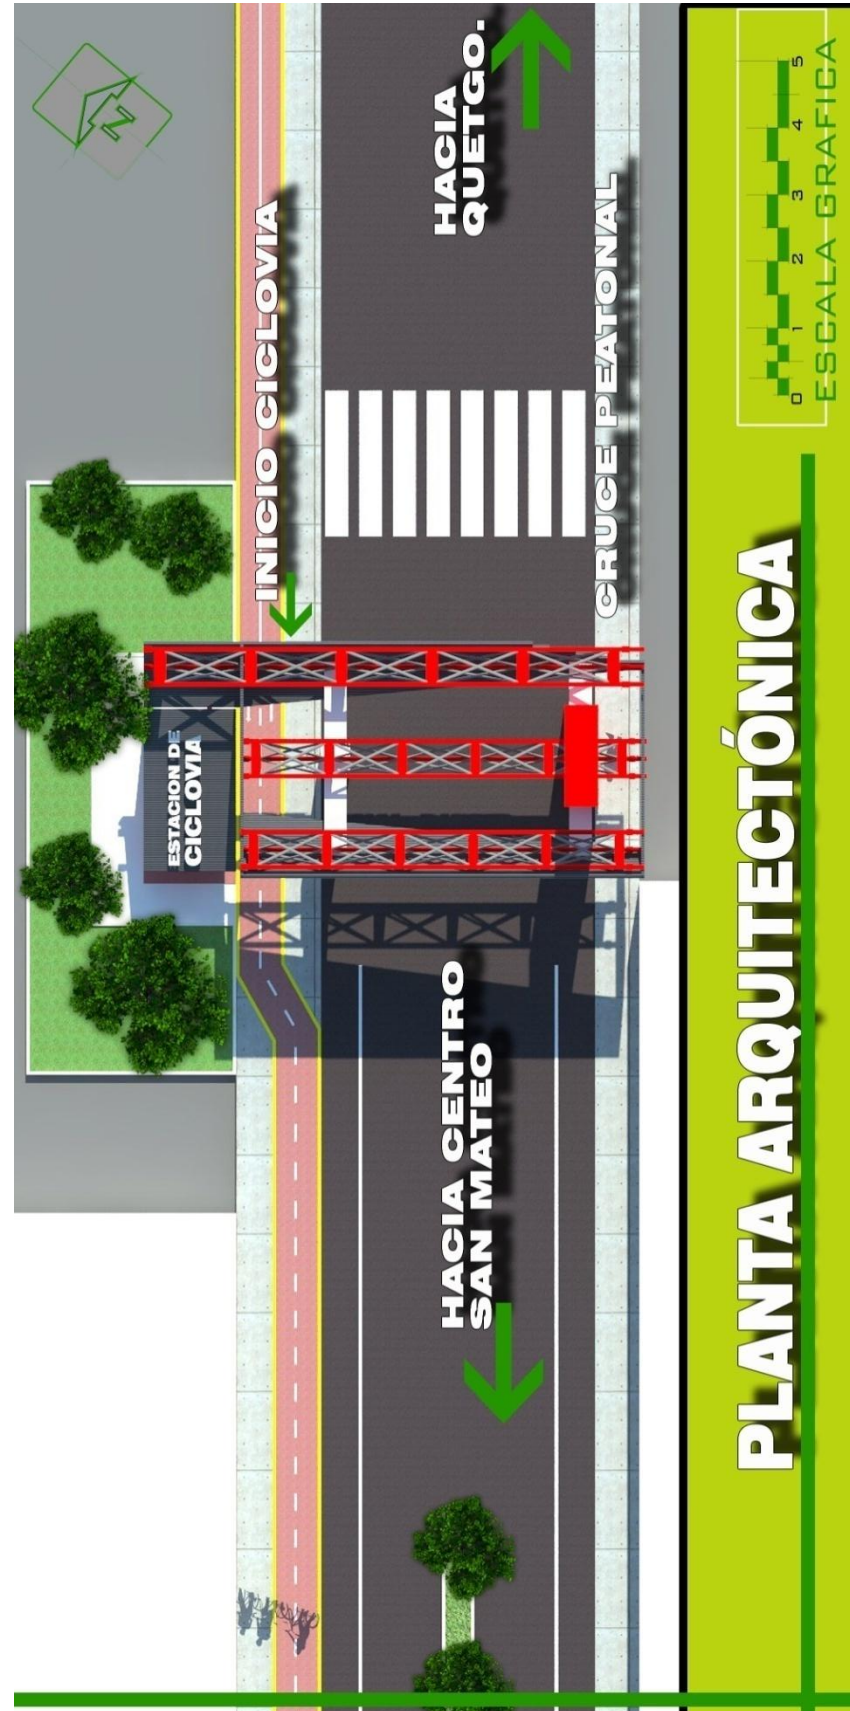 N
HACIA
QUETGO.
INICIO CICLOVIA
CRUCE PEATONAL
ESTACION DE
CICLOVIA
HACIA CENTRO
SAN MATEO
0 1 2 3 4 5
ESCALA GRAFICA
PLANTA ARQUITECTÓNICA